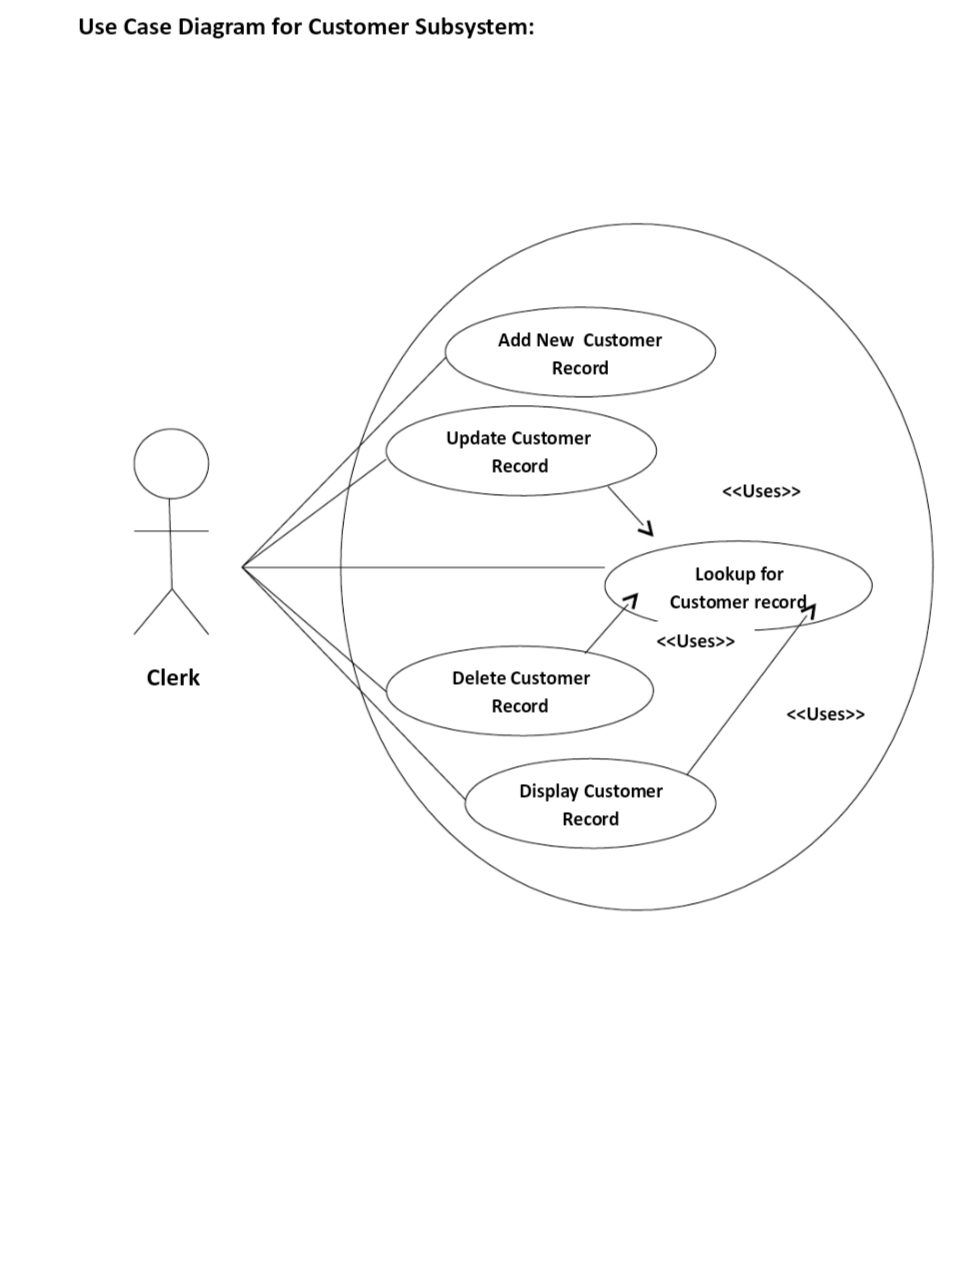 Use Case Diagram for Customer Subsystem:
Add New  Customer
Record
Update Customer
Record
<<Uses>>
Lookup for
Customer record
<<Uses>>
Clerk
Delete Customer
Record
<<Uses>>
Display Customer
Record